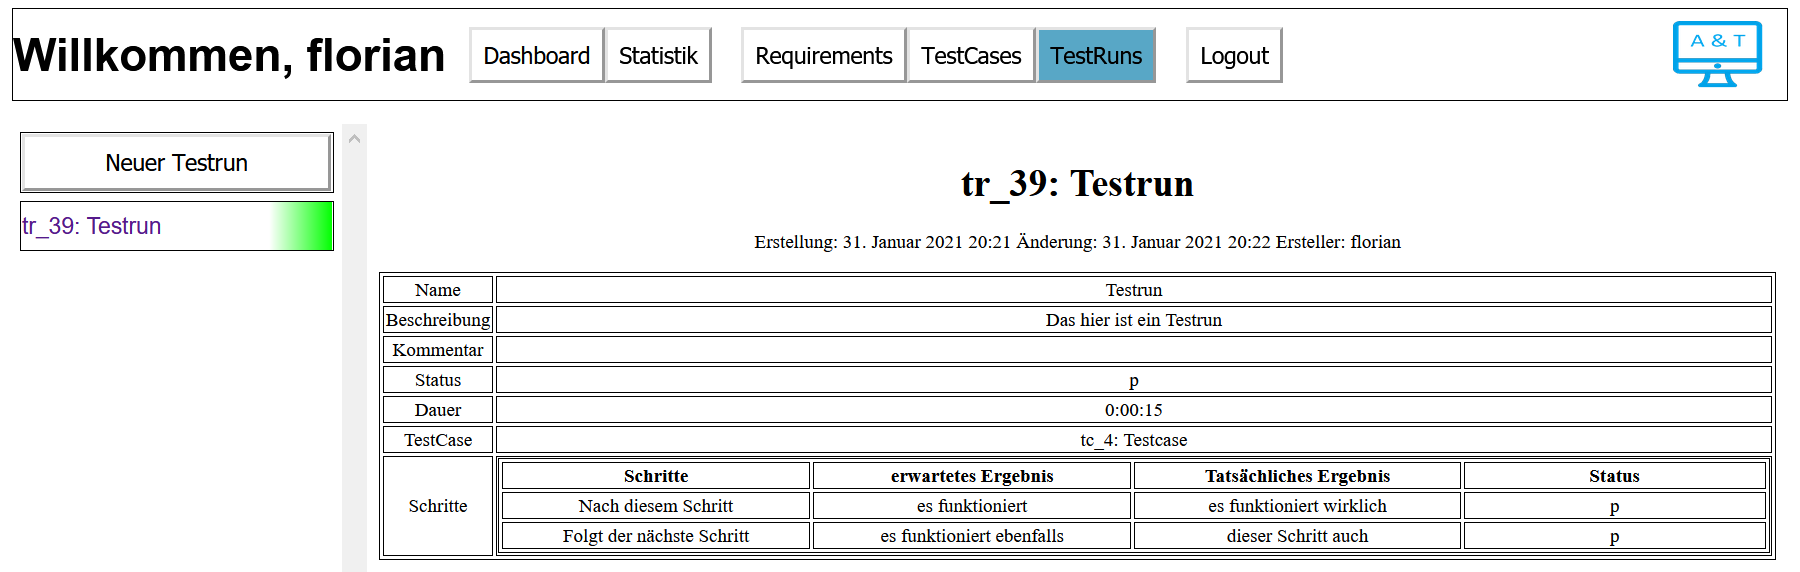 Willkommen, florian Dashboard Statistik Requirements TestCases TestRuns Logout A & T
Neuer Testrun
tr_39: Testrun
tr_39: Testrun
Erstellung: 31. Januar 2021 20:21 Änderung: 31. Januar 2021 20:22 Ersteller: florian
Name Testrun
Beschreibung Das hier ist ein Testrun
Kommentar
Status p
Dauer 0:00:15
TestCase tc_4: Testcase
Schritte
Schritte erwartetes Ergebnis Tatsächliches Ergebnis Status
Nach diesem Schritt es funktioniert es funktioniert wirklich p
Folgt der nächste Schritt es funktioniert ebenfalls dieser Schritt auch p